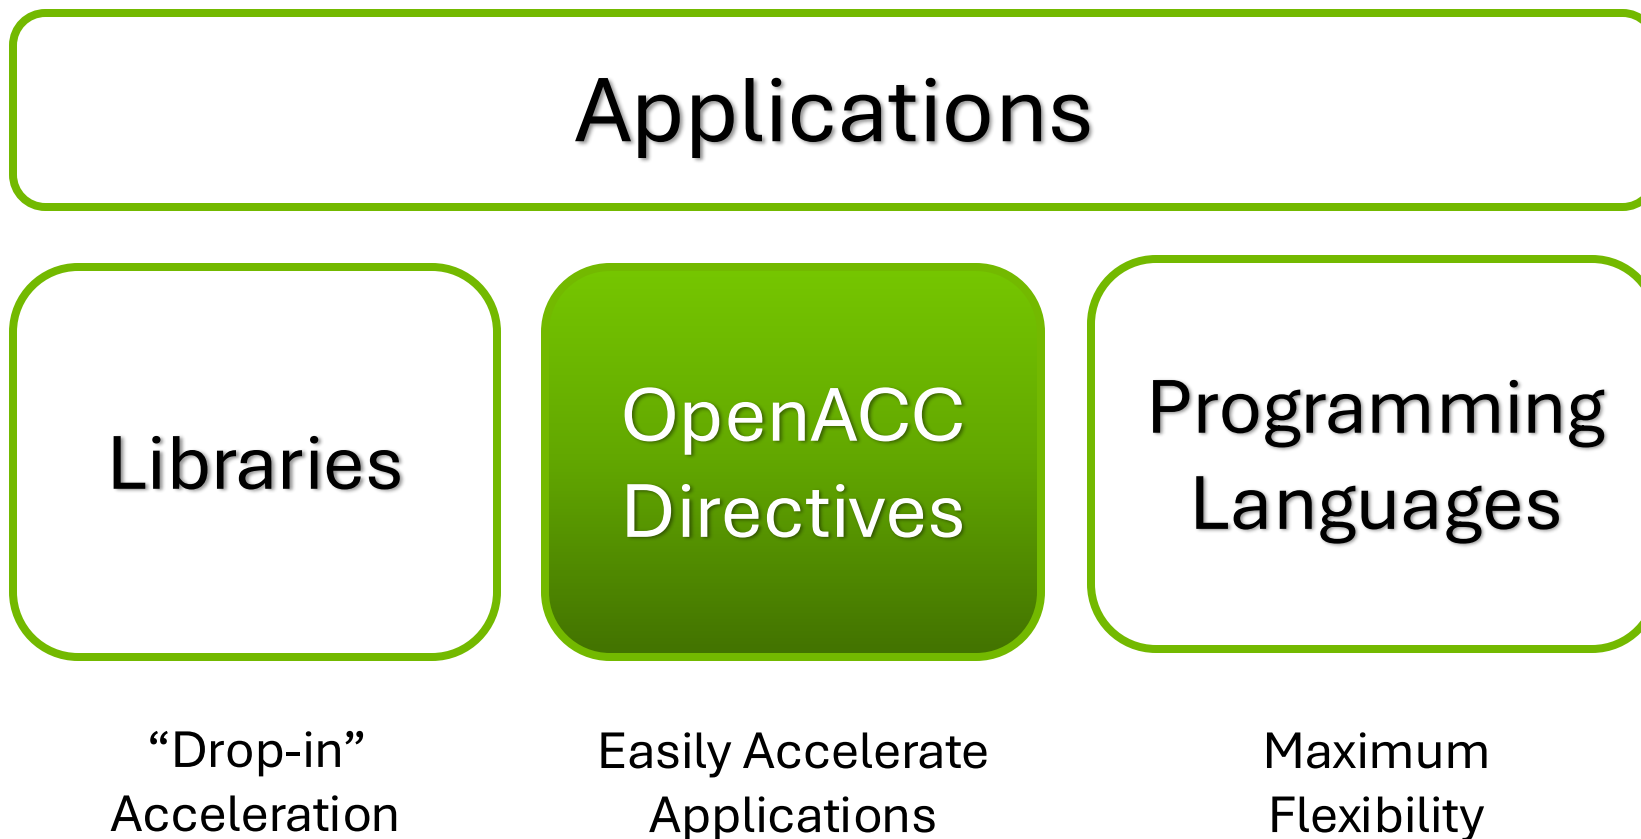 Applications
Libraries
OpenACC
Directives
Programming
Languages
“Drop-in”
Acceleration
Easily Accelerate
Applications
Maximum
Flexibility